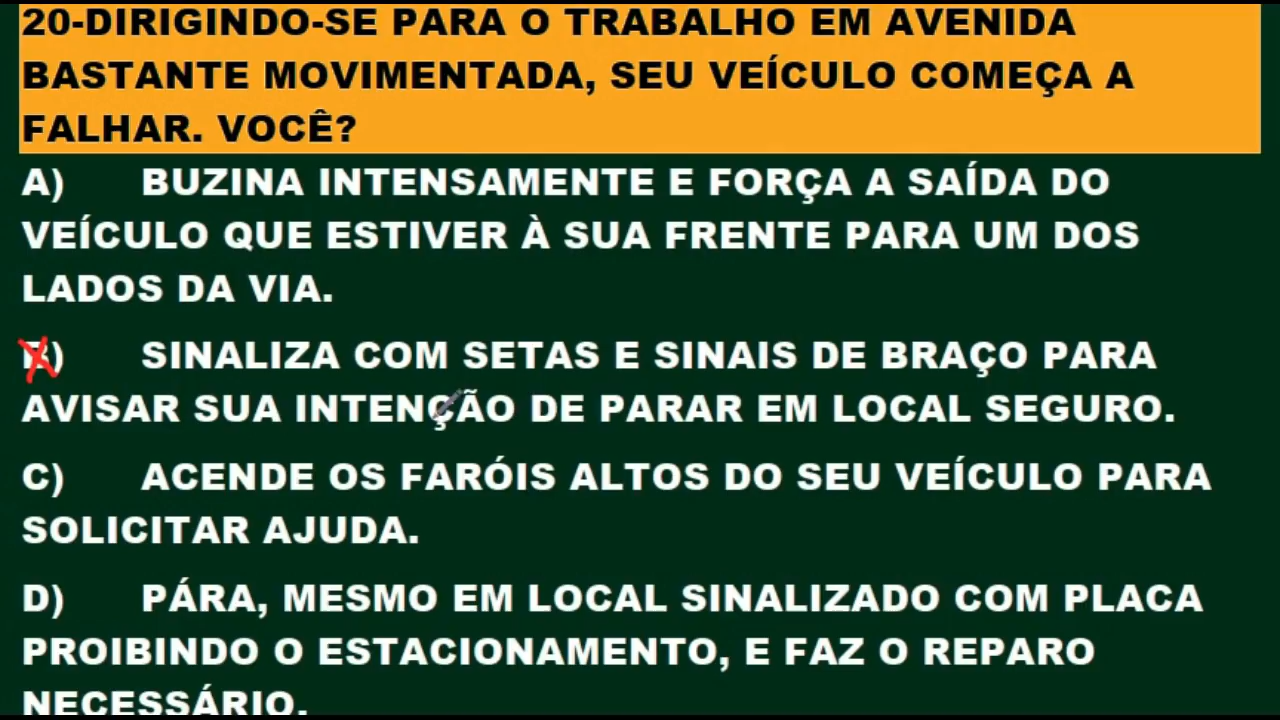 20-DIRIGINDO-SE PARA O TRABALHO EM AVENIDA
BASTANTE MOVIMENTADA, SEU VEÍCULO COMEÇA A
FALHAR. VOCÊ?
A) BUZINA INTENSAMENTE E FORÇA A SAÍDA DO
VEÍCULO QUE ESTIVER À SUA FRENTE PARA UM DOS
LADOS DA VIA.
B) SINALIZA COM SETAS E SINAIS DE BRAÇO PARA
AVISAR SUA INTENÇÃO DE PARAR EM LOCAL SEGURO.
C) ACENDE OS FARÓIS ALTOS DO SEU VEÍCULO PARA
SOLICITAR AJUDA.
D) PÁRA, MESMO EM LOCAL SINALIZADO COM PLACA
PROIBINDO O ESTACIONAMENTO, E FAZ O REPARO
NECESSÁRIO.